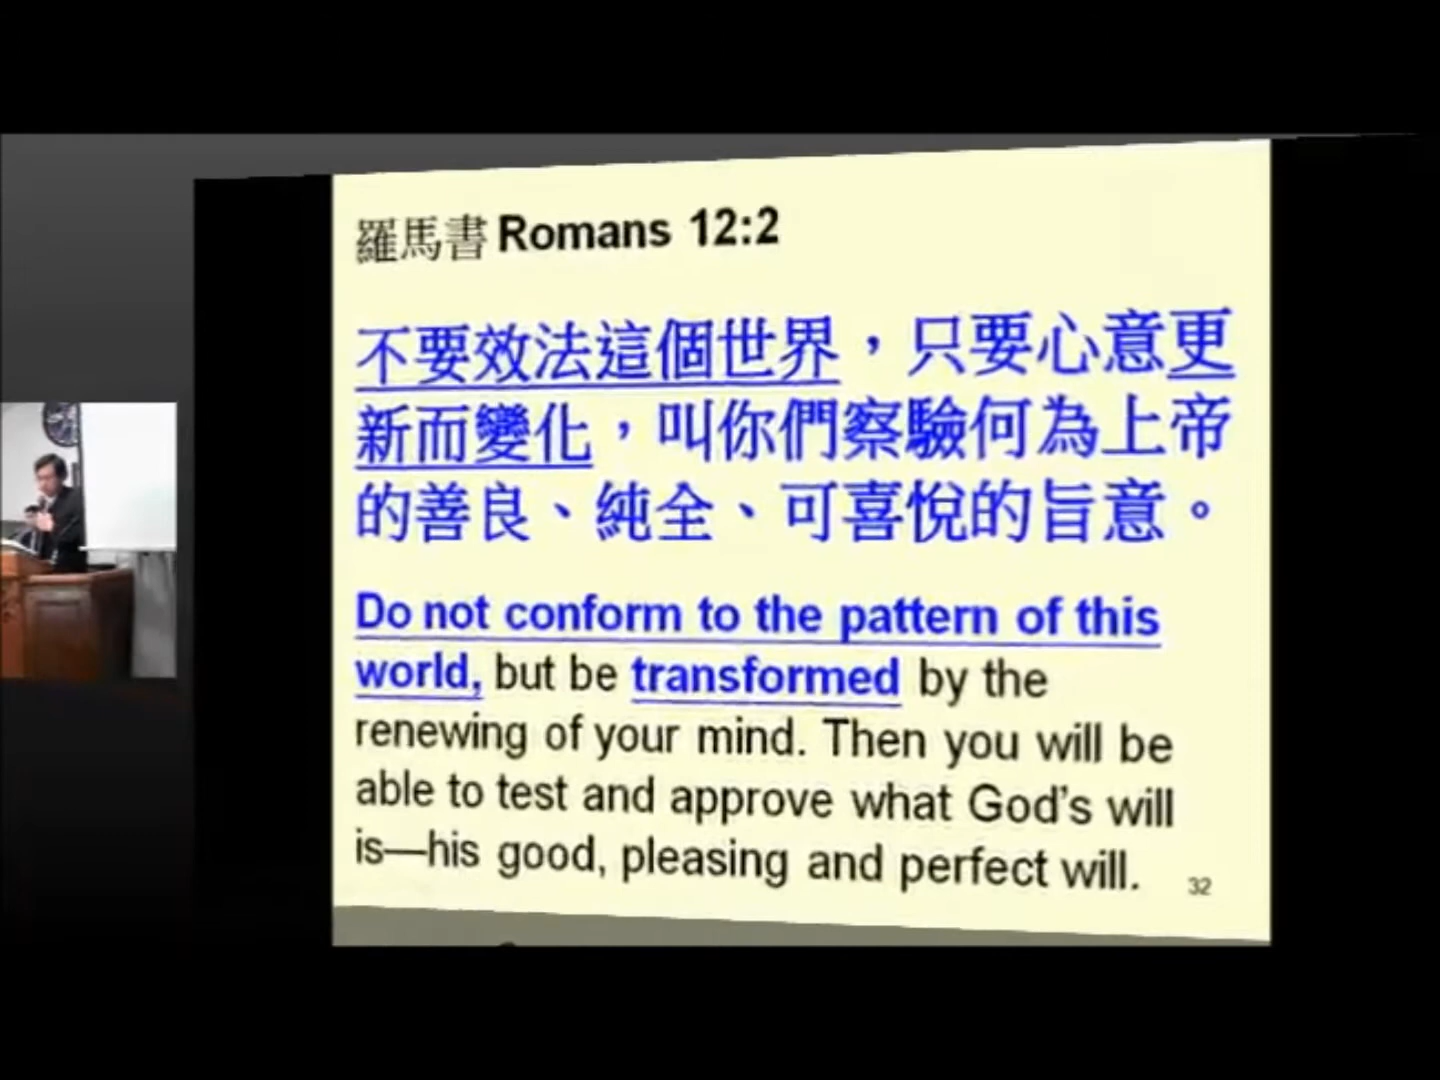 羅馬書 Romans 12:2
不要效法這個世界，只要心意更
新而變化，叫你們察驗何為上帝
的善良、純全、可喜悅的旨意。
Do not conform to the pattern of this
world, but be transformed by the
renewing of your mind. Then you will be
able to test and approve what God's will
is—his good, pleasing and perfect will.
32